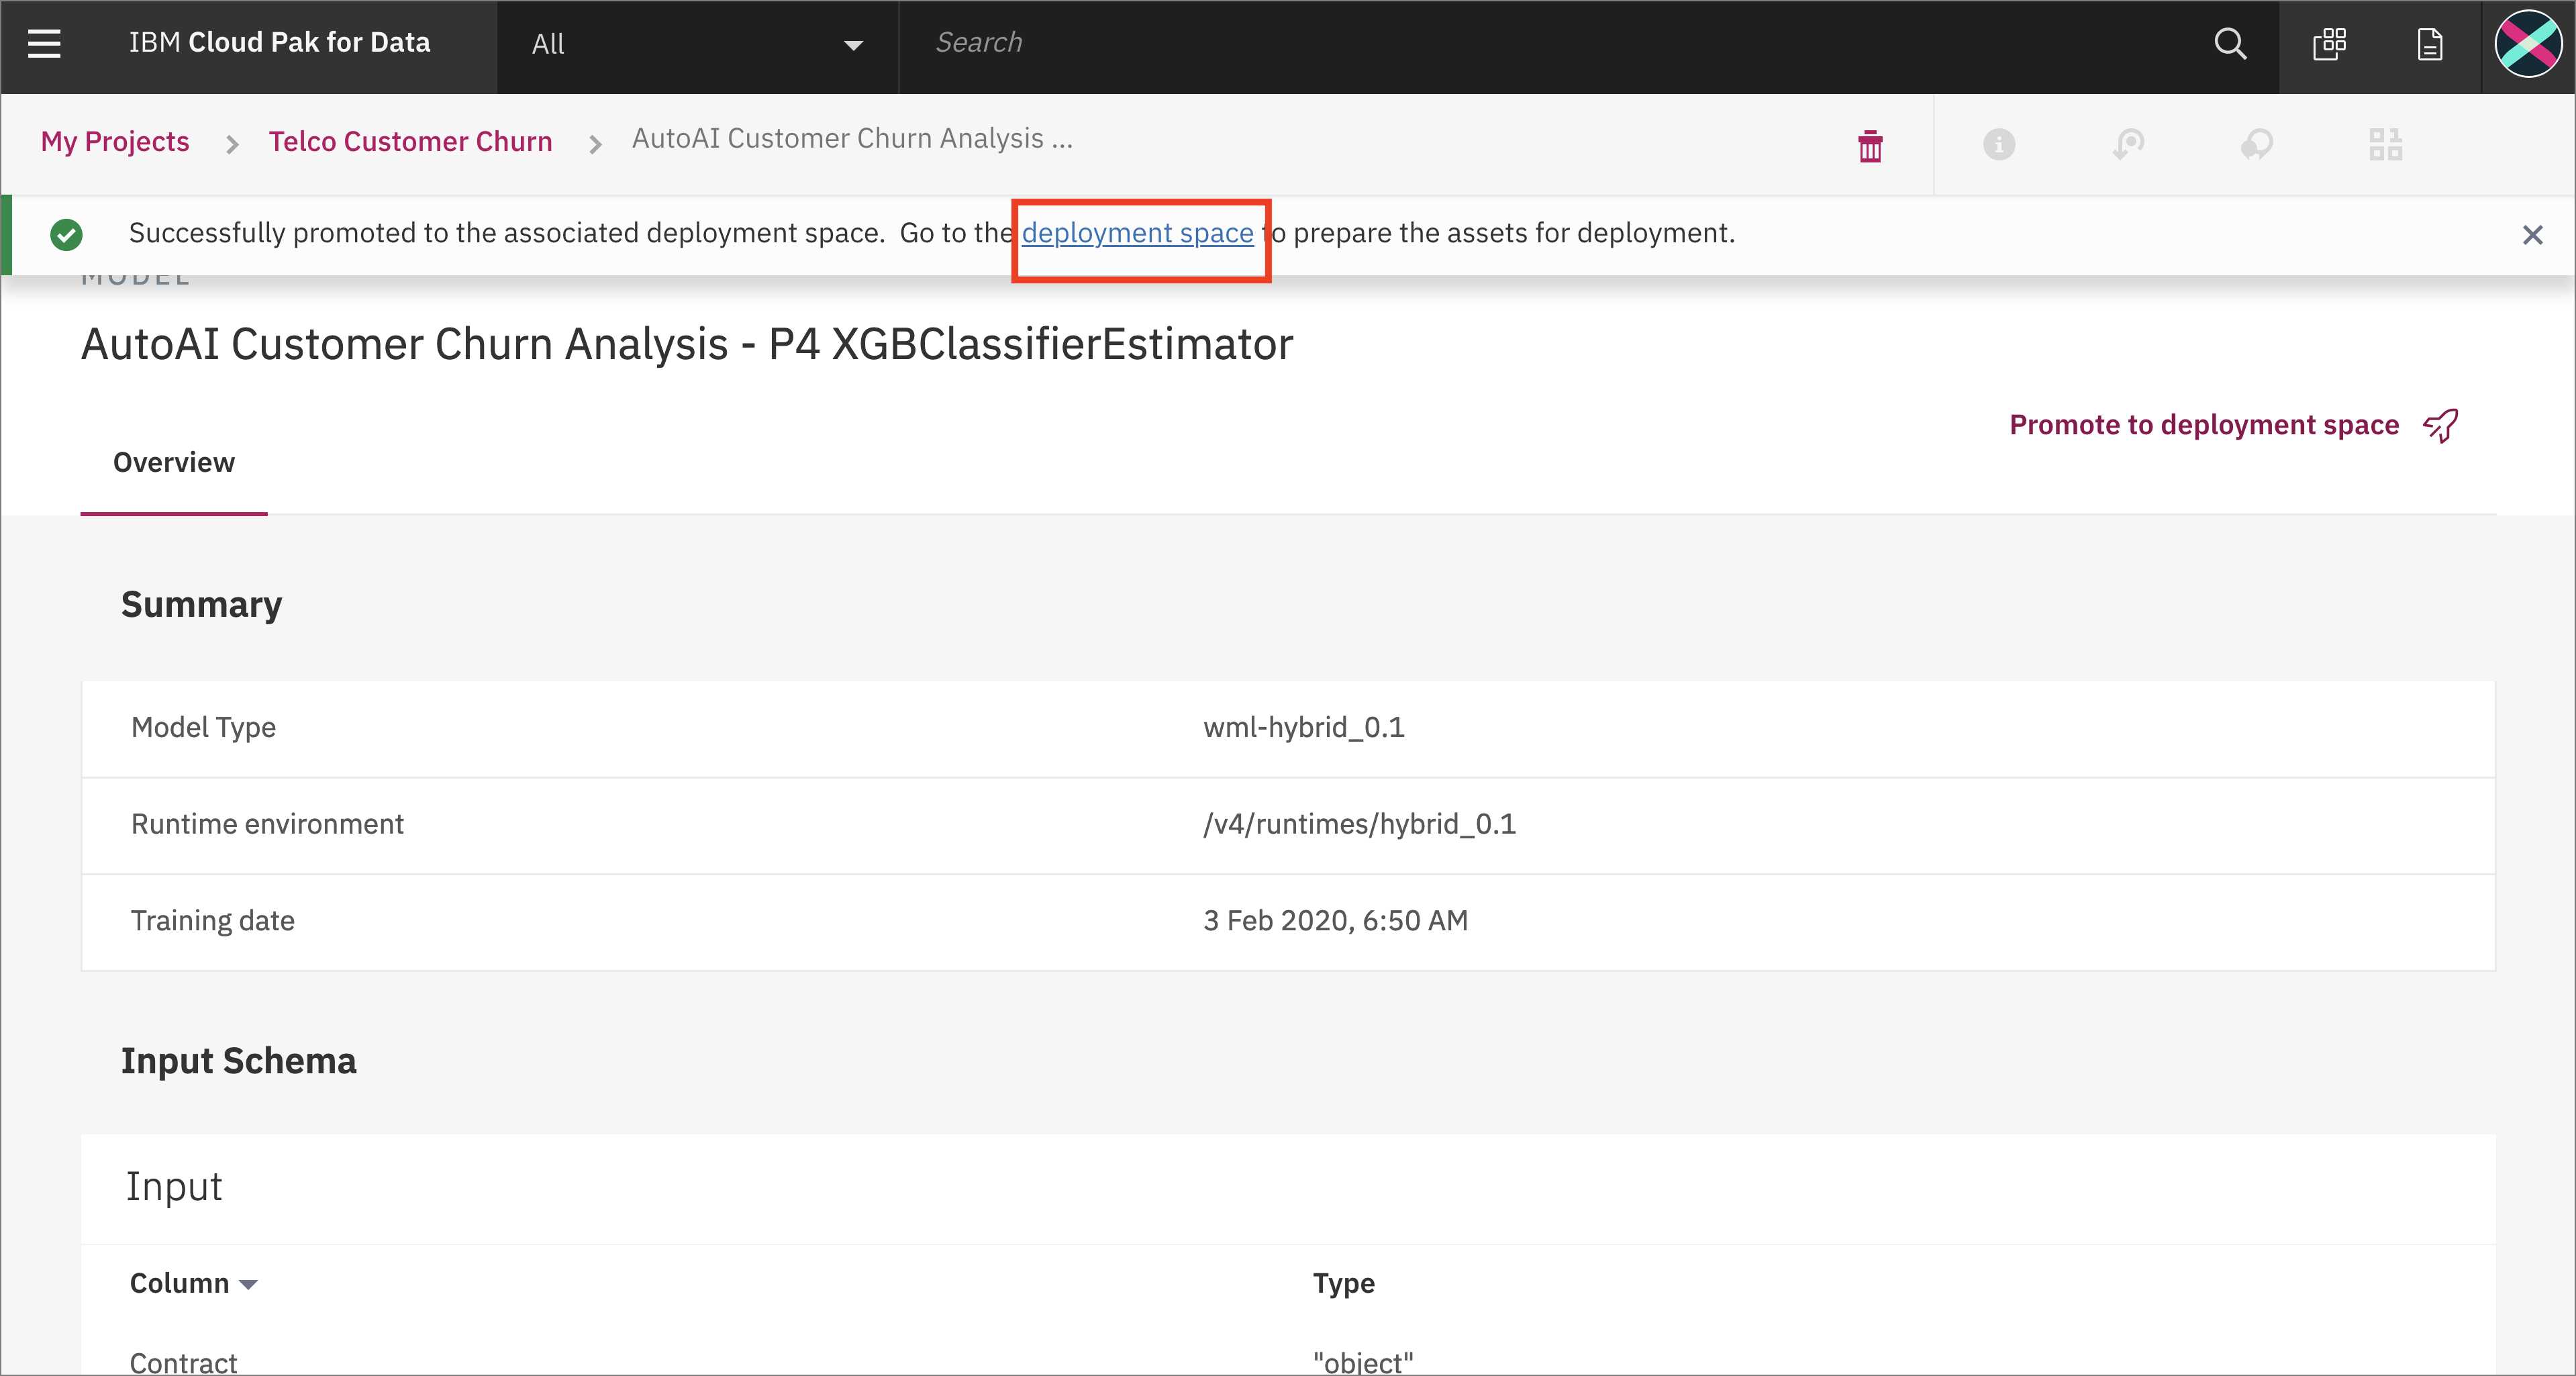 IBM Cloud Pak for Data
All
Search
My Projects > Telco Customer Churn > AutoAI Customer Churn Analysis ...
Successfully promoted to the associated deployment space. Go to the deployment space to prepare the assets for deployment.
MODEL
AutoAI Customer Churn Analysis - P4 XGBClassifierEstimator
Promote to deployment space
Overview
Summary
Model Type wml-hybrid_0.1
Runtime environment /v4/runtimes/hybrid_0.1
Training date 3 Feb 2020, 6:50 AM
Input Schema
Input
Column Type
Contract "object"